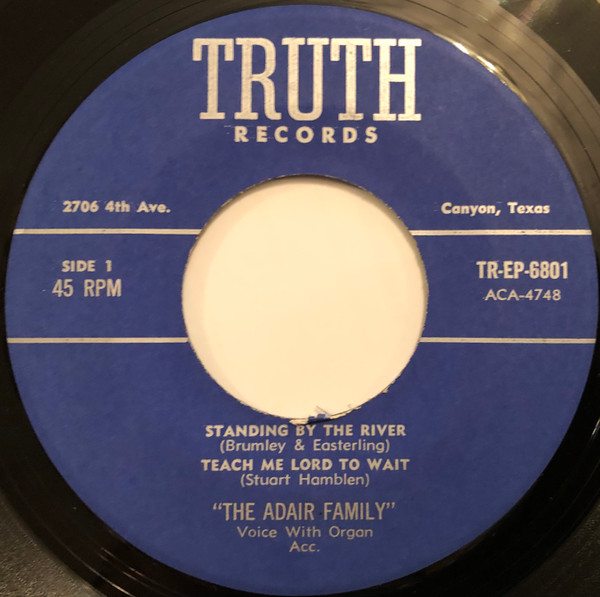 TRUTH
RECORDS
2706 4th Ave.
Canyon, Texas
SIDE 1
45 RPM
TR-EP-6801
ACA-4748
STANDING BY THE RIVER
(Brumley & Easterling)
TEACH ME LORD TO WAIT
(Stuart Hamblen)
"THE ADAIR FAMILY"
Voice With Organ
Acc.